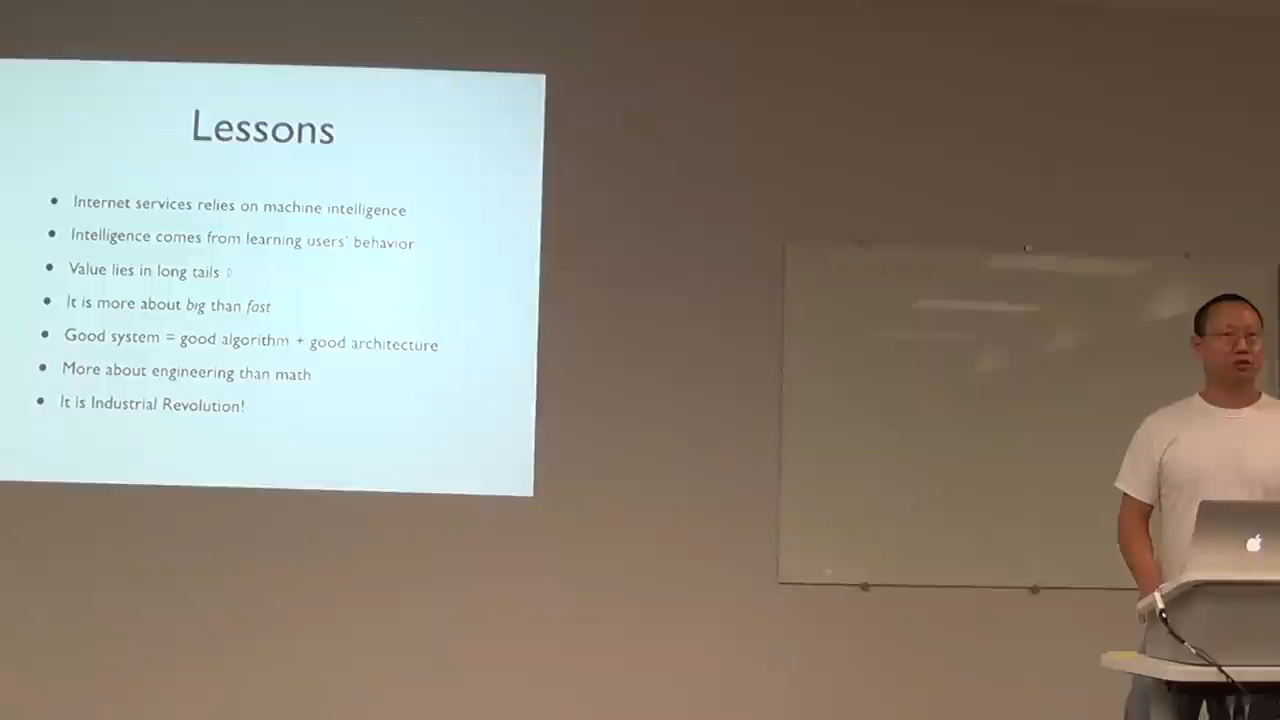 Lessons
Internet services relies on machine intelligence
Intelligence comes from learning users' behavior
Value lies in long tails
It is more about big than fast
Good system = good algorithm + good architecture
More about engineering than math
It is Industrial Revolution!